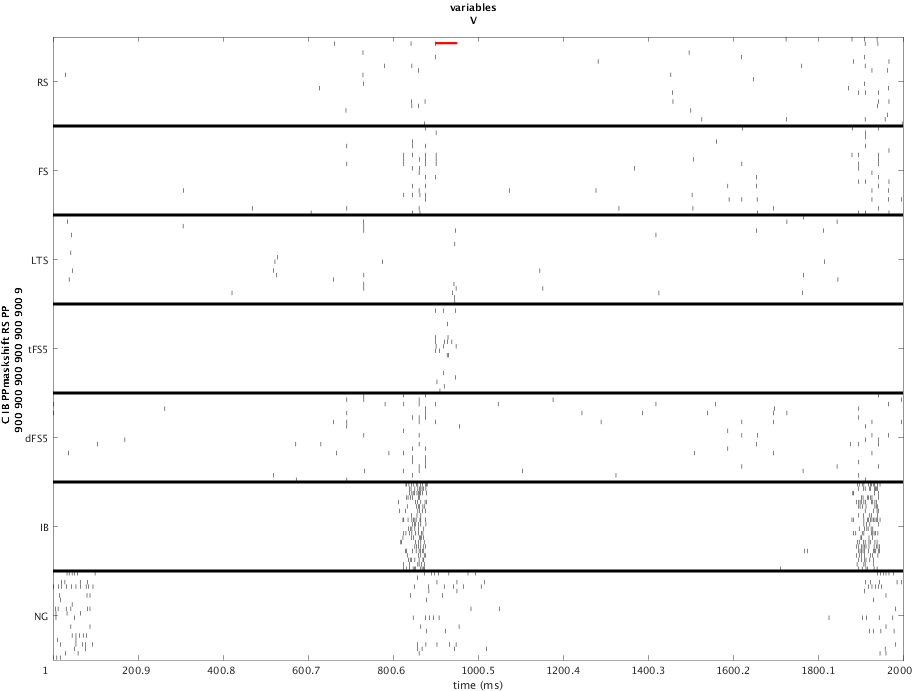 variables
V
C IB PPmaskshift RS PP
900 900 900 900 900 900 9
RS
FS
LTS
tFS5
dFS5
IB
NG
1 200.9 400.8 600.7 800.6 1000.5 1200.4 1400.3 1600.2 1800.1 2000
time (ms)